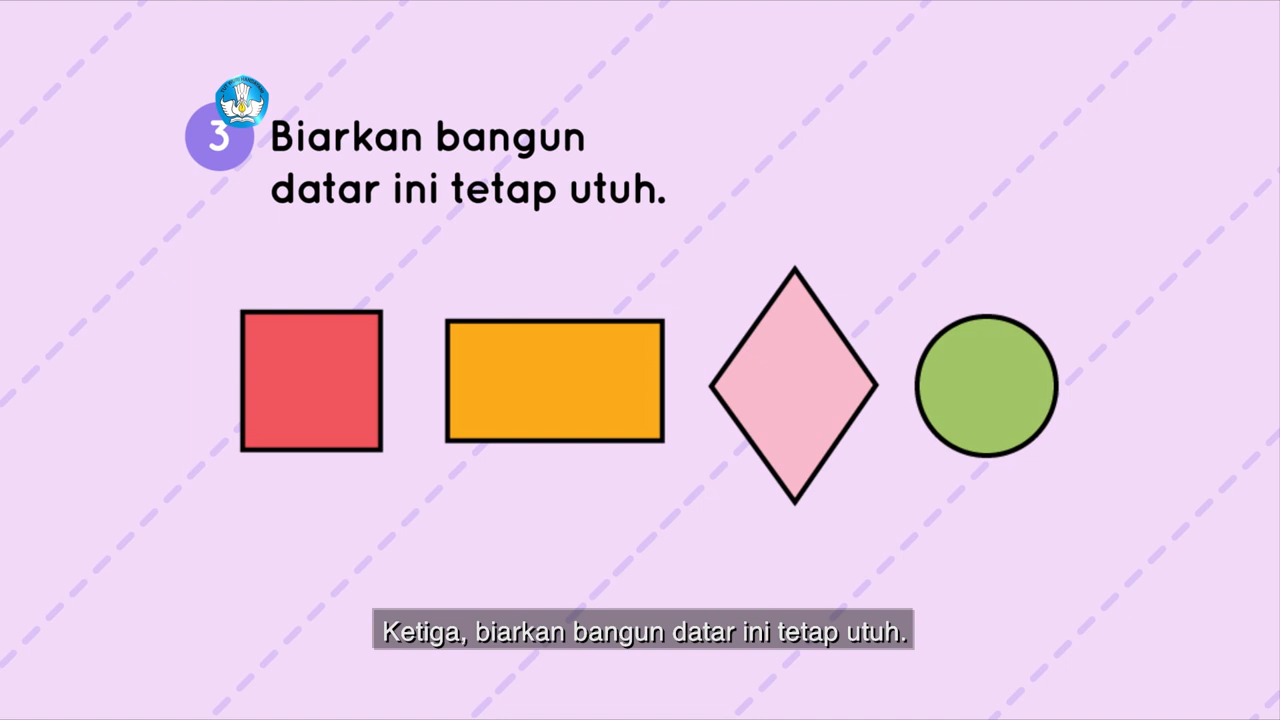 3
Biarkan bangun
datar ini tetap utuh.
Ketiga, biarkan bangun datar ini tetap utuh.